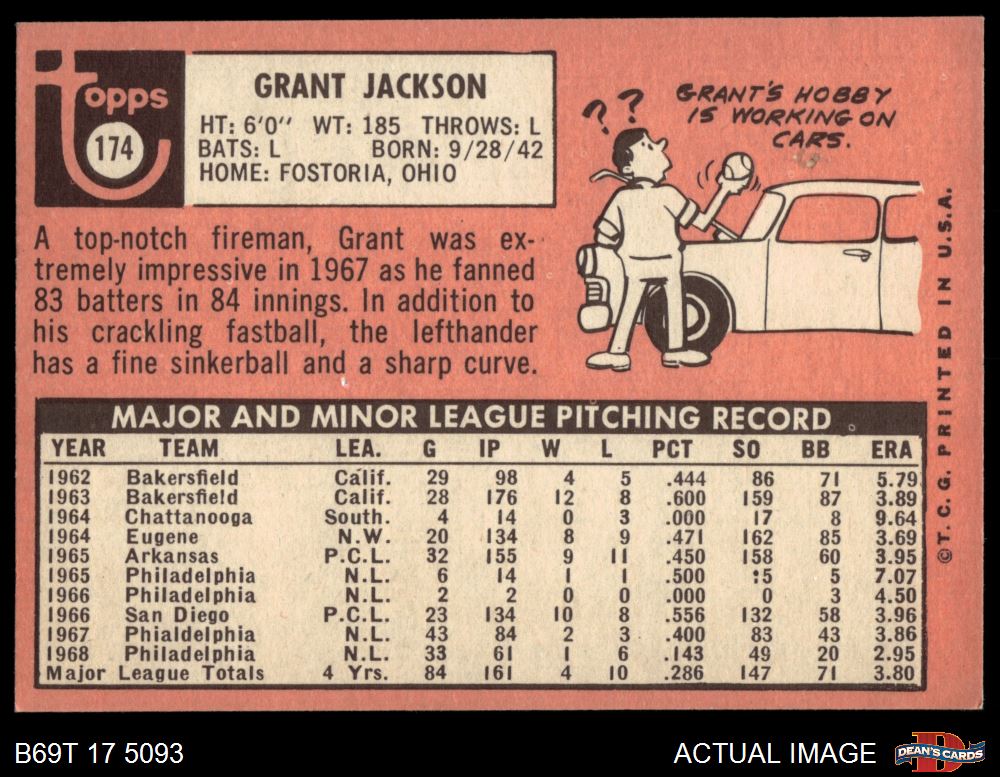 topps
174
GRANT JACKSON
HT: 6'0" WT: 185 THROWS: L
BATS: L BORN: 9/28/42
HOME: FOSTORIA, OHIO
GRANT'S HOBBY
IS WORKING ON
CARS.
? ?
A top-notch fireman, Grant was ex-
tremely impressive in 1967 as he fanned
83 batters in 84 innings. In addition to
his crackling fastball, the lefthander
has a fine sinkerball and a sharp curve.
MAJOR AND MINOR LEAGUE PITCHING RECORD
YEAR TEAM LEA. G IP W L PCT SO BB ERA
1962 Bakersfield Calif. 29 98 4 5 .444 86 71 5.79
1963 Bakersfield Calif. 28 176 12 8 .600 159 87 3.89
1964 Chattanooga South. 4 14 0 3 .000 17 8 9.64
1964 Eugene N.W. 20 134 8 9 .471 162 85 3.69
1965 Arkansas P.C.L. 32 155 9 11 .450 158 60 3.95
1965 Philadelphia N.L. 6 14 1 1 .500 :5 5 7.07
1966 Philadelphia N.L. 2 2 0 0 .000 0 3 4.50
1966 San Diego P.C.L. 23 134 10 8 .556 132 58 3.96
1967 Phialdelphia N.L. 43 84 2 3 .400 83 43 3.86
1968 Philadelphia N.L. 33 61 1 6 .143 49 20 2.95
Major League Totals 4 Yrs. 84 161 4 10 .286 147 71 3.80
© T. C. G. PRINTED IN U.S.A.
B69T 17 5093
ACTUAL IMAGE
D
DEAN'S CARDS